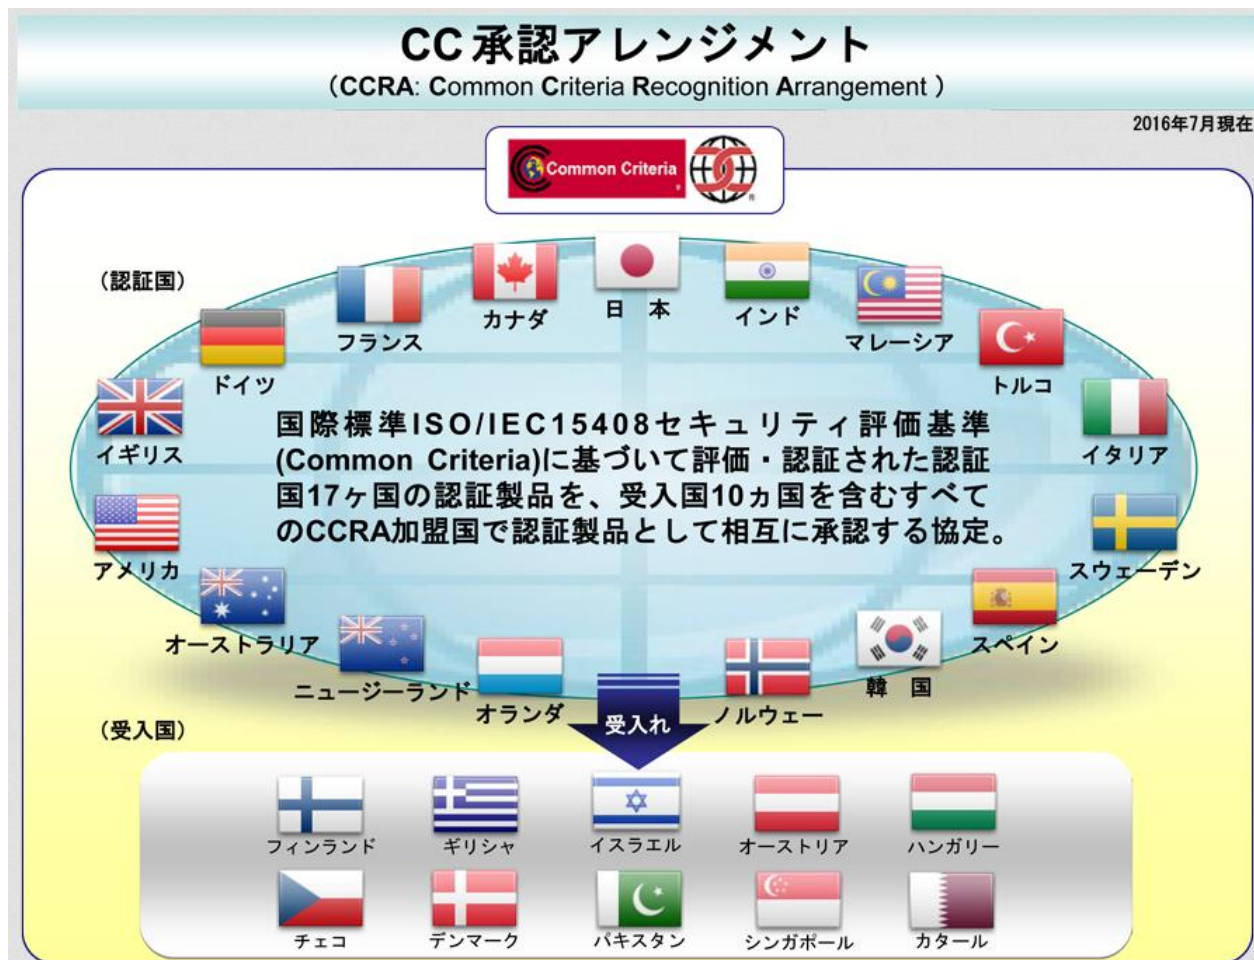 CC承認アレンジメント
（CCRA: Common Criteria Recognition Arrangement ）
2016年7月現在
Common Criteria ®
®
（認証国）
日　本
カナダ
インド
フランス
マレーシア
ドイツ
トルコ
イギリス
イタリア
国際標準ISO/IEC15408セキュリティ評価基準
(Common Criteria)に基づいて評価・認証された認証
国17ヶ国の認証製品を、受入国10ヵ国を含むすべて
のCCRA加盟国で認証製品として相互に承認する協定。
アメリカ
スウェーデン
オーストラリア
スペイン
ニュージーランド
韓　国
オランダ
ノルウェー
受入れ
（受入国）
フィンランド
ギリシャ
イスラエル
オーストリア
ハンガリー
チェコ
デンマーク
パキスタン
シンガポール
カタール